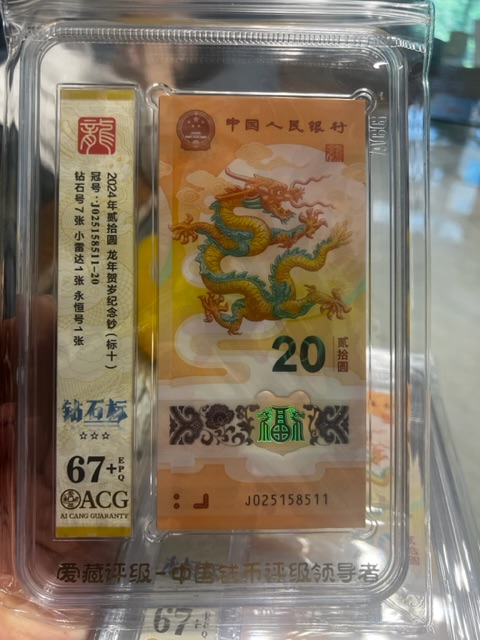 龍
2024年贰拾圆 龙年贺岁纪念钞(标十)
冠号:J025158511-20
钻石号7张 小雷达1张 永恒号1张
钻石标
☆☆☆
67+ EPQ
ACG
AI CANG GUARANTY
中国人民银行
20
贰拾圆
福
J025158511
爱藏评级-中国钱币评级领导者
67